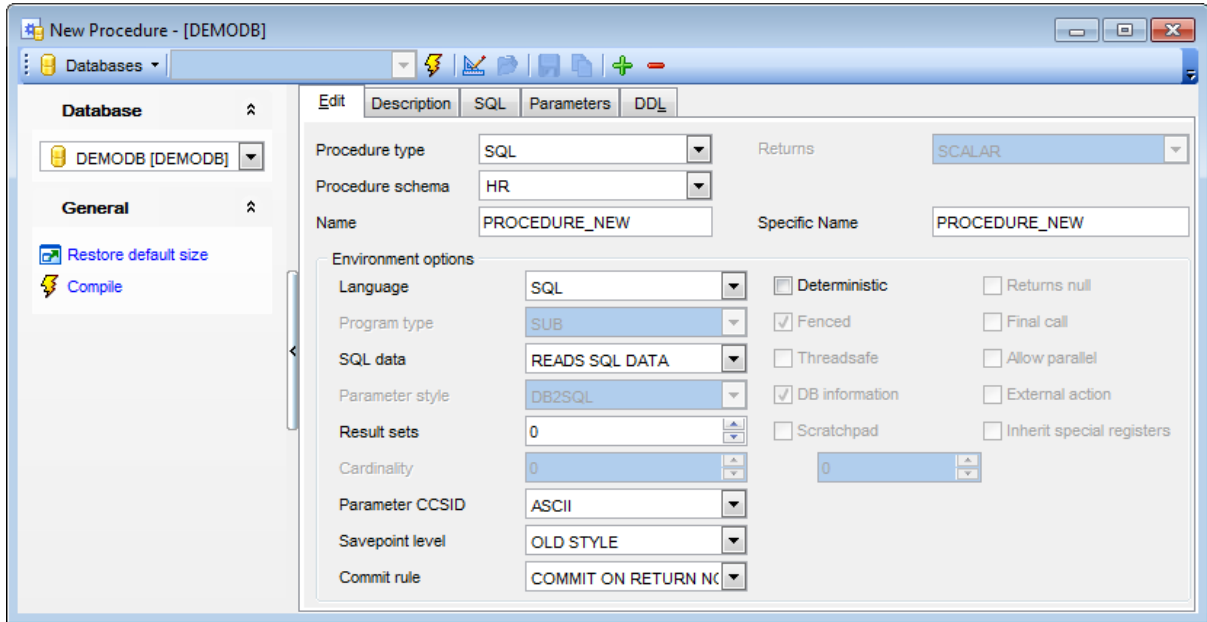 New Procedure - [DEMODB]
Databases
Database
DEMODB [DEMODB]
General
Restore default size
Compile
Edit Description SQL Parameters DDL
Procedure type SQL Returns SCALAR
Procedure schema HR
Name PROCEDURE_NEW Specific Name PROCEDURE_NEW
Environment options
Language SQL Deterministic Returns null
Program type SUB Fenced Final call
SQL data READS SQL DATA Threadsafe Allow parallel
Parameter style DB2SQL DB information External action
Result sets 0 Scratchpad Inherit special registers
Cardinality 0 0
Parameter CCSID ASCII
Savepoint level OLD STYLE
Commit rule COMMIT ON RETURN N